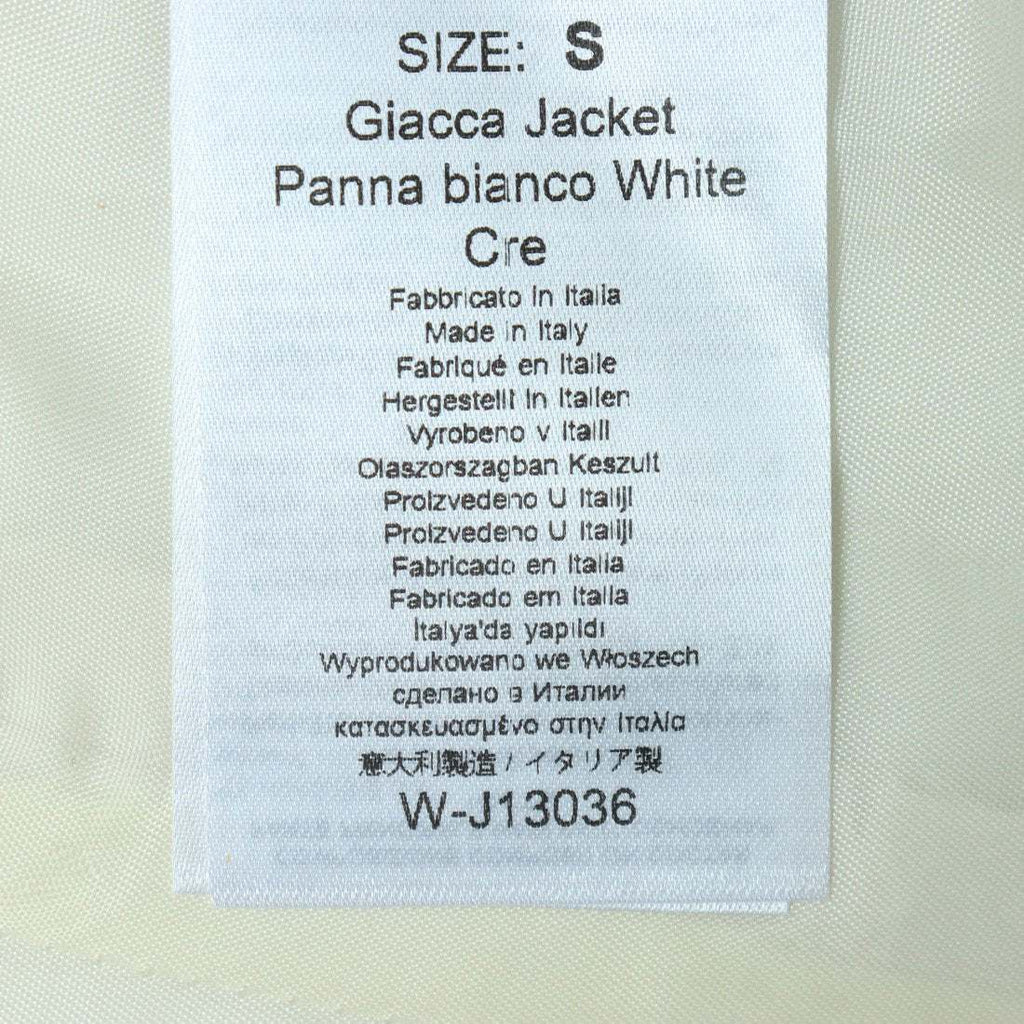 SIZE: S
Giacca Jacket
Panna bianco White
Cre
Fabbricato in Italia
Made in Italy
Fabriqué en Italie
Hergestellt in Italien
Vyrobeno v Italii
Olaszorszagban Keszult
Proizvedeno U Italiji
Proizvedeno U Italiji
Fabricado en Italia
Fabricado em Italia
İtalya'da yapıldı
Wyprodukowano we Włoszech
сделано в Италии
κατασκευασμένο στην Ιταλία
意大利製造 / イタリア製
W-J13036